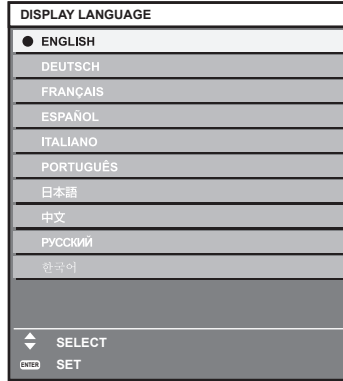 DISPLAY LANGUAGE
ENGLISH
DEUTSCH
FRANÇAIS
ESPAÑOL
ITALIANO
PORTUGUÊS
日本語
中文
РУССКИЙ
한국어
SELECT
ENTER SET